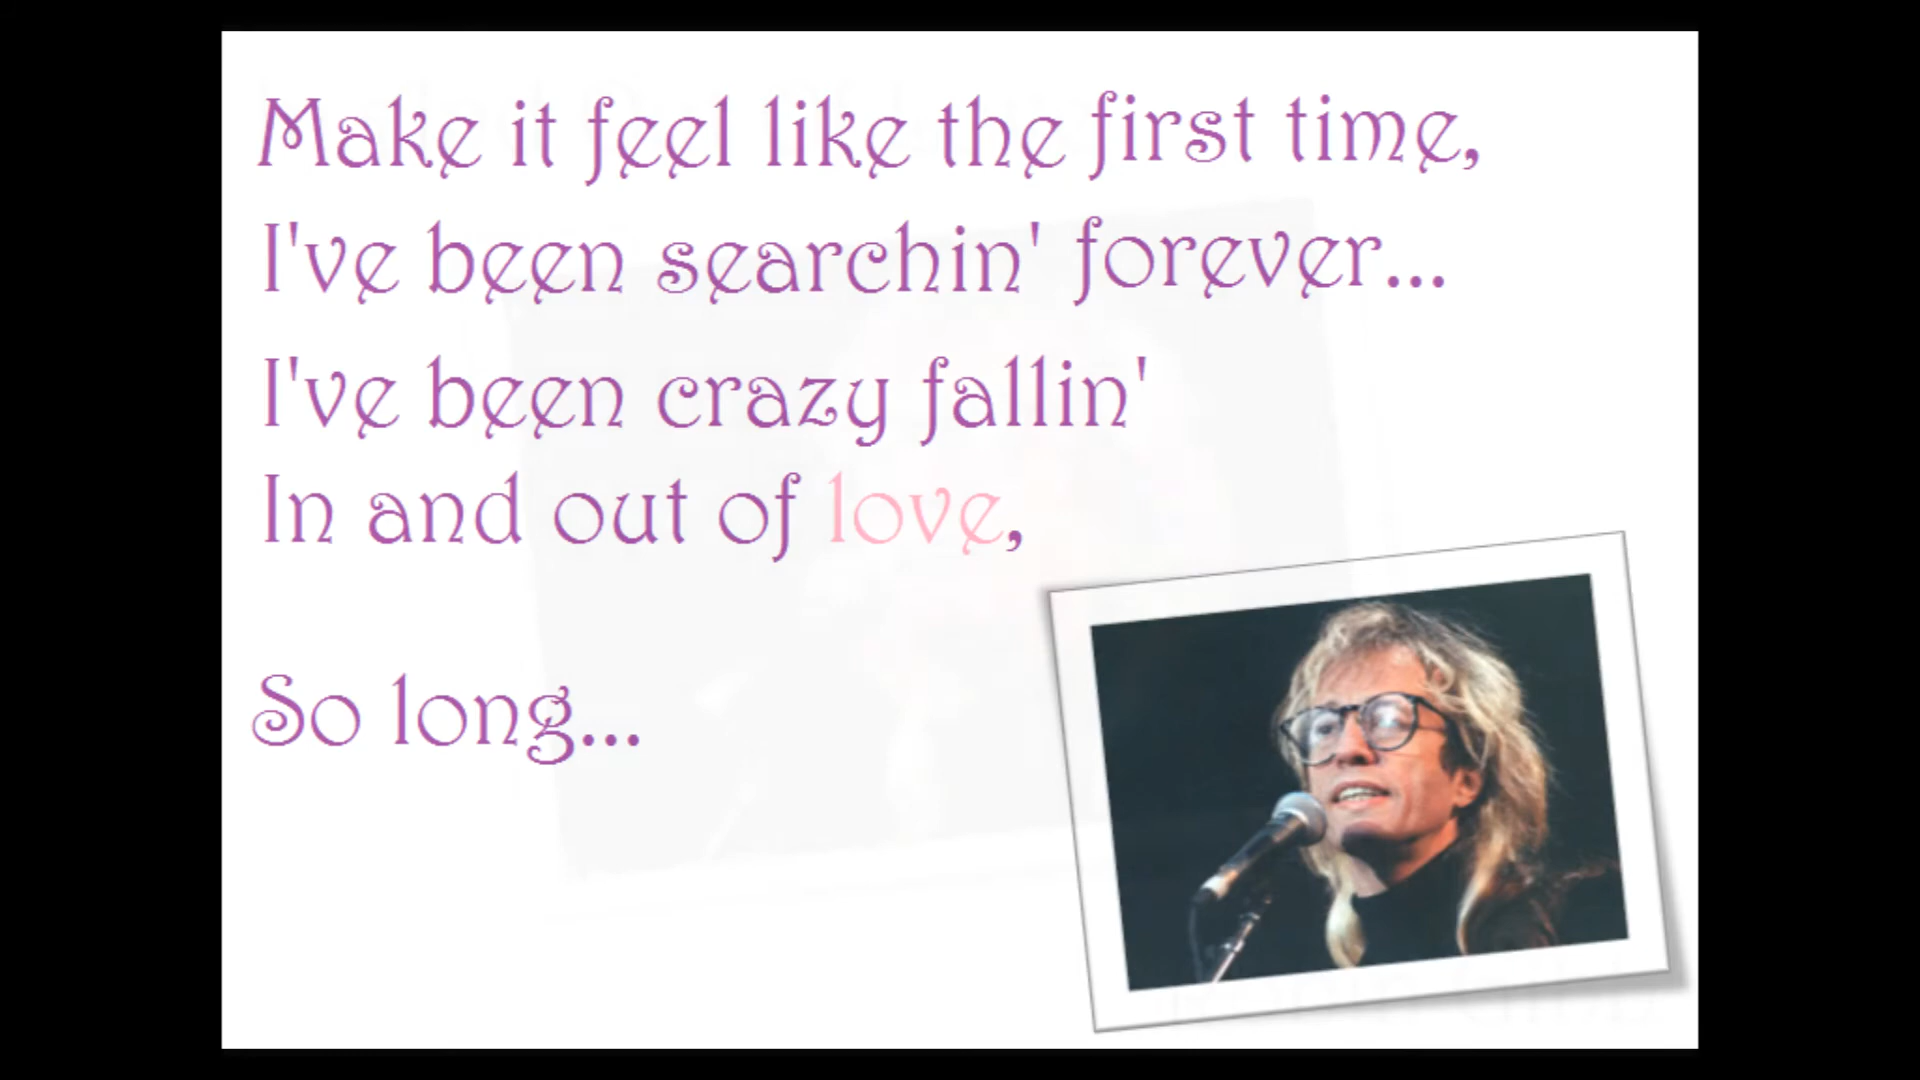 Make it feel like the first time,
I've been searchin' forever...
I've been crazy fallin'
In and out of love,
So long...